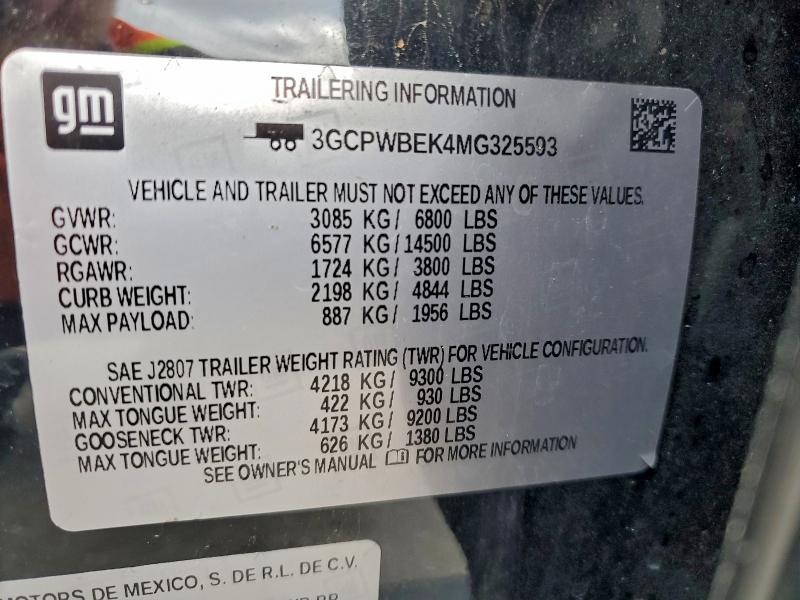 gm
TRAILERING INFORMATION
3GCPWBEK4MG325593
VEHICLE AND TRAILER MUST NOT EXCEED ANY OF THESE VALUES.
GVWR: 3085 KG/ 6800 LBS
GCWR: 6577 KG/14500 LBS
RGAWR: 1724 KG/ 3800 LBS
CURB WEIGHT: 2198 KG/ 4844 LBS
MAX PAYLOAD: 887 KG/ 1956 LBS
SAE J2807 TRAILER WEIGHT RATING (TWR) FOR VEHICLE CONFIGURATION.
CONVENTIONAL TWR: 4218 KG/ 9300 LBS
MAX TONGUE WEIGHT: 422 KG/ 930 LBS
GOOSENECK TWR: 4173 KG/ 9200 LBS
MAX TONGUE WEIGHT: 626 KG/ 1380 LBS
SEE OWNER'S MANUAL FOR MORE INFORMATION
MOTORS DE MEXICO, S. DE R.L. DE C.V.